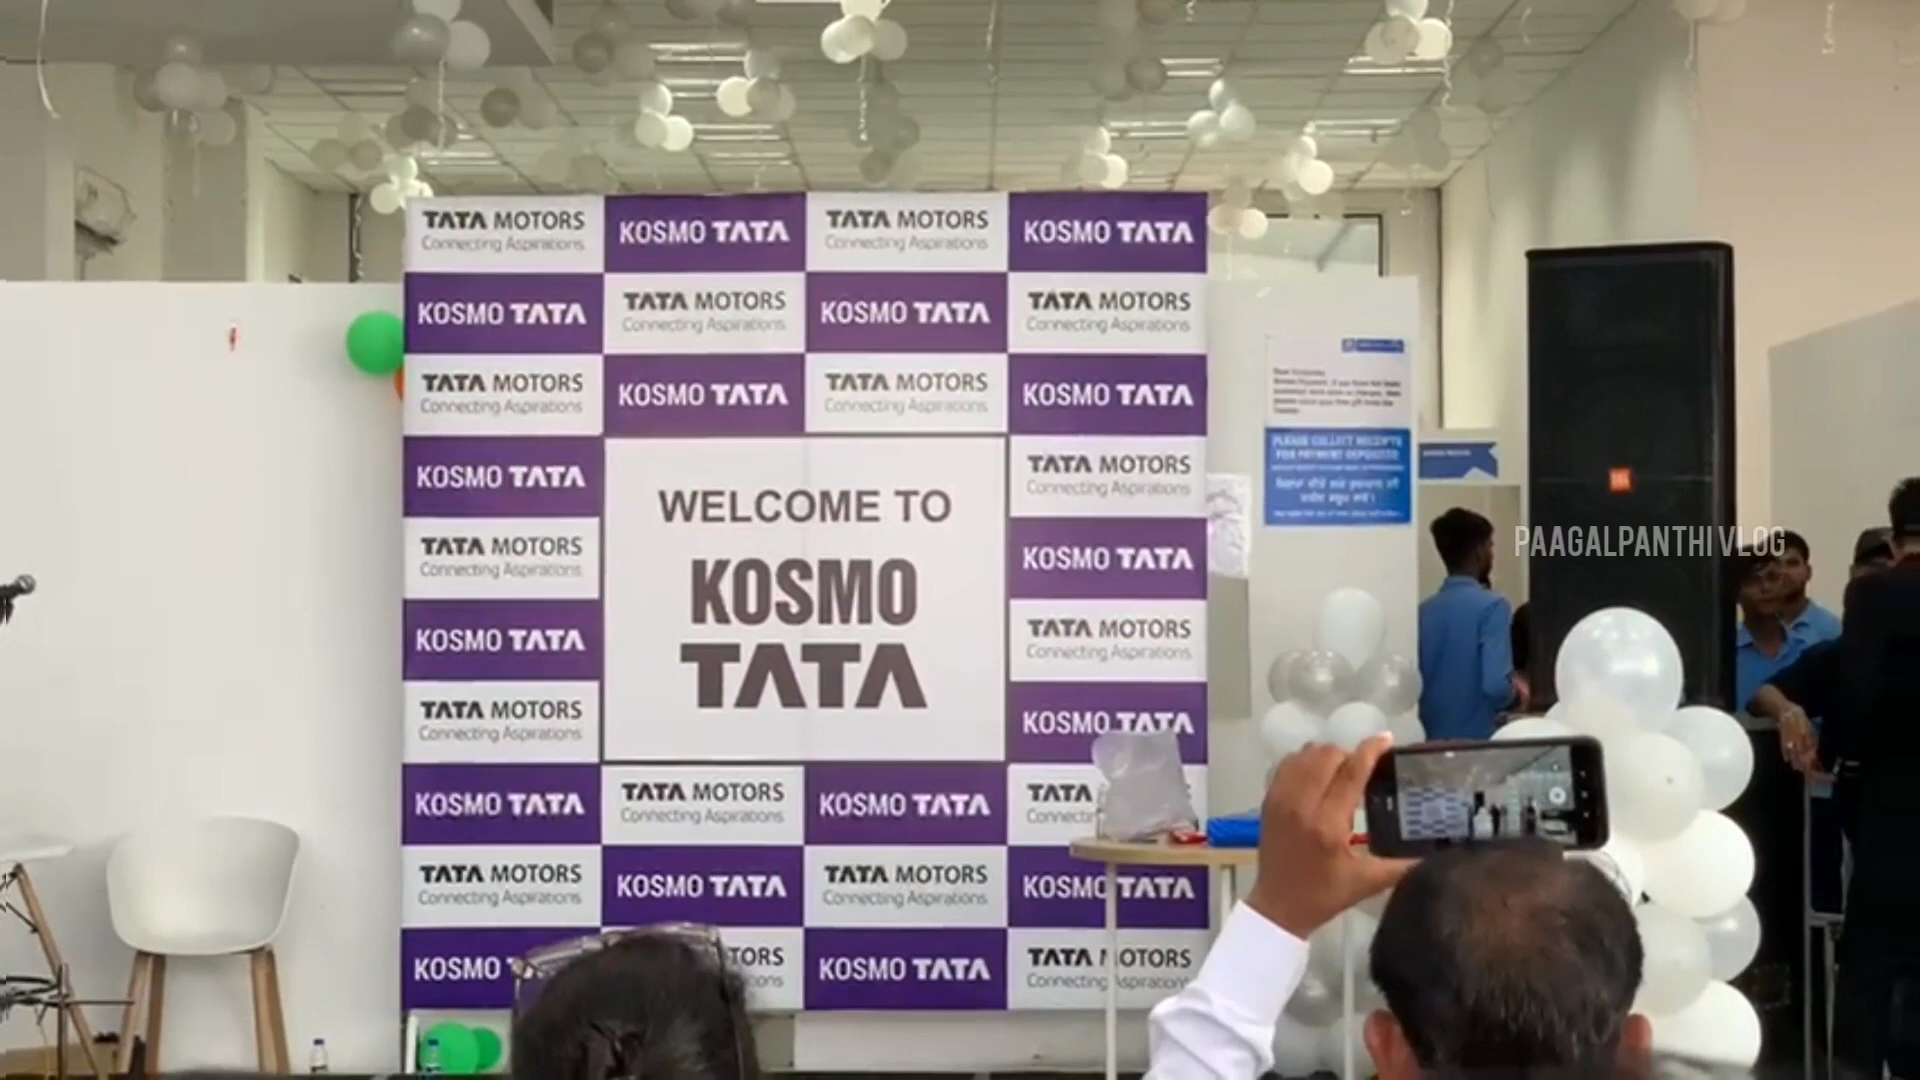 TATA MOTORS
Connecting Aspirations
KOSMO TATA
TATA MOTORS
Connecting Aspirations
KOSMO TATA
KOSMO TATA
TATA MOTORS
Connecting Aspirations
KOSMO TATA
TATA MOTORS
Connecting Aspirations
TATA MOTORS
Connecting Aspirations
KOSMO TATA
TATA MOTORS
Connecting Aspirations
KOSMO TATA
KOSMO TATA
TATA MOTORS
Connecting Aspirations
TATA MOTORS
Connecting Aspirations
KOSMO TATA
KOSMO TATA
TATA MOTORS
Connecting Aspirations
TATA MOTORS
Connecting Aspirations
KOSMO TATA
WELCOME TO
KOSMO
TATA
KOSMO TATA
TATA MOTORS
Connecting Aspirations
KOSMO TATA
TATA
KOSMO TATA
TATA MOTORS
Connecting Aspirations
KOSMO TATA
TATA MOTORS
Connecting Aspirations
KOSMO TATA
KOSMO
KOSMO TATA
TATA MOTORS
Connecting Aspirations
PLEASE COLLECT RECEIPTS
FOR PAYMENT DEPOSITED
JBL
PAAGALPANTHI VLOG